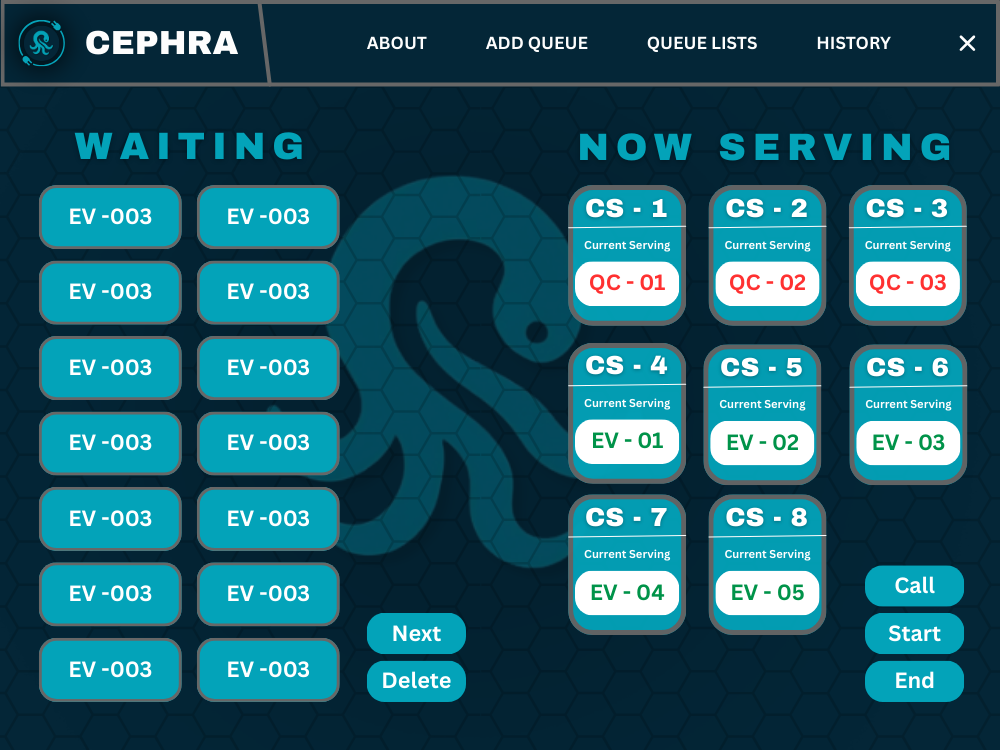 CEPHRA
ABOUT ADD QUEUE QUEUE LISTS HISTORY ✕
WAITING
EV -003 EV -003
EV -003 EV -003
EV -003 EV -003
EV -003 EV -003
EV -003 EV -003
EV -003 EV -003
EV -003 EV -003
Next
Delete
NOW SERVING
CS - 1 CS - 2 CS - 3
Current Serving Current Serving Current Serving
QC - 01 QC - 02 QC - 03
CS - 4 CS - 5 CS - 6
Current Serving Current Serving Current Serving
EV - 01 EV - 02 EV - 03
CS - 7 CS - 8
Current Serving Current Serving
EV - 04 EV - 05
Call
Start
End